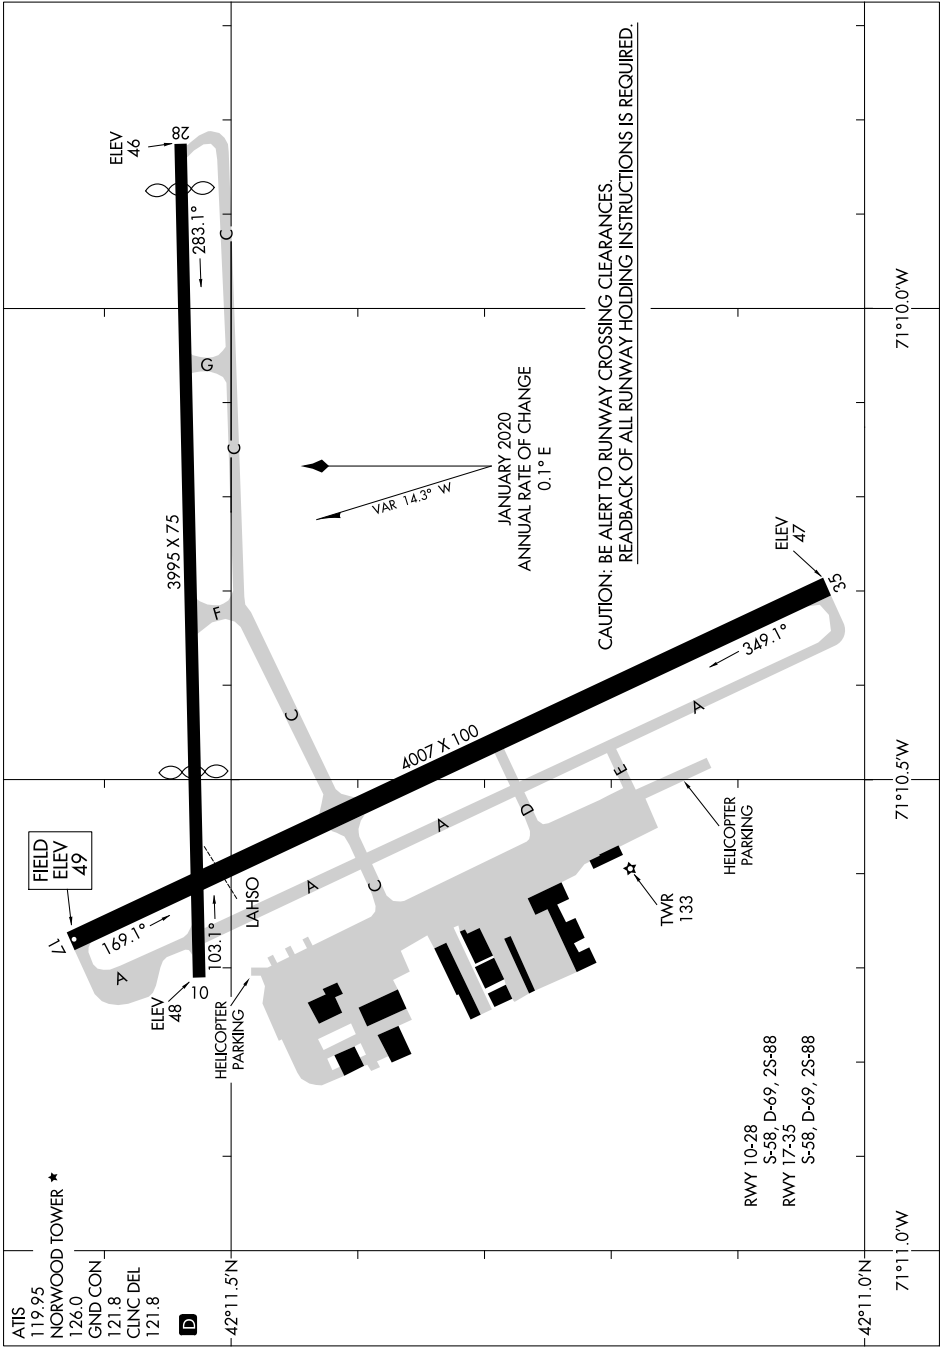 ATIS
119.95
NORWOOD TOWER ★
126.0
GND CON
121.8
CLNC DEL
121.8
D
42°11.5'N
42°11.0'N
71°11.0'W
71°10.5'W
71°10.0'W
FIELD
ELEV
49
17
169.1°
A
ELEV
48
10
103.1°
LAHSO
HELICOPTER
PARKING
3995 X 75
ELEV
46
28
283.1°
C
G
C
F
C
C
A
A
4007 X 100
D
E
A
349.1°
35
ELEV
47
HELICOPTER
PARKING
TWR
133
VAR 14.3° W
JANUARY 2020
ANNUAL RATE OF CHANGE
0.1° E
CAUTION: BE ALERT TO RUNWAY CROSSING CLEARANCES.
READBACK OF ALL RUNWAY HOLDING INSTRUCTIONS IS REQUIRED.
RWY 10-28
S-58, D-69, 2S-88
RWY 17-35
S-58, D-69, 2S-88